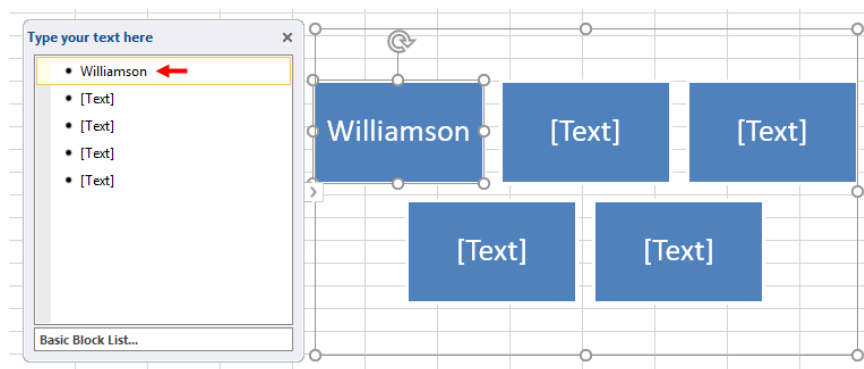 Type your text here
Williamson
[Text]
[Text]
[Text]
[Text]
Basic Block List...
Williamson [Text] [Text]
[Text] [Text]